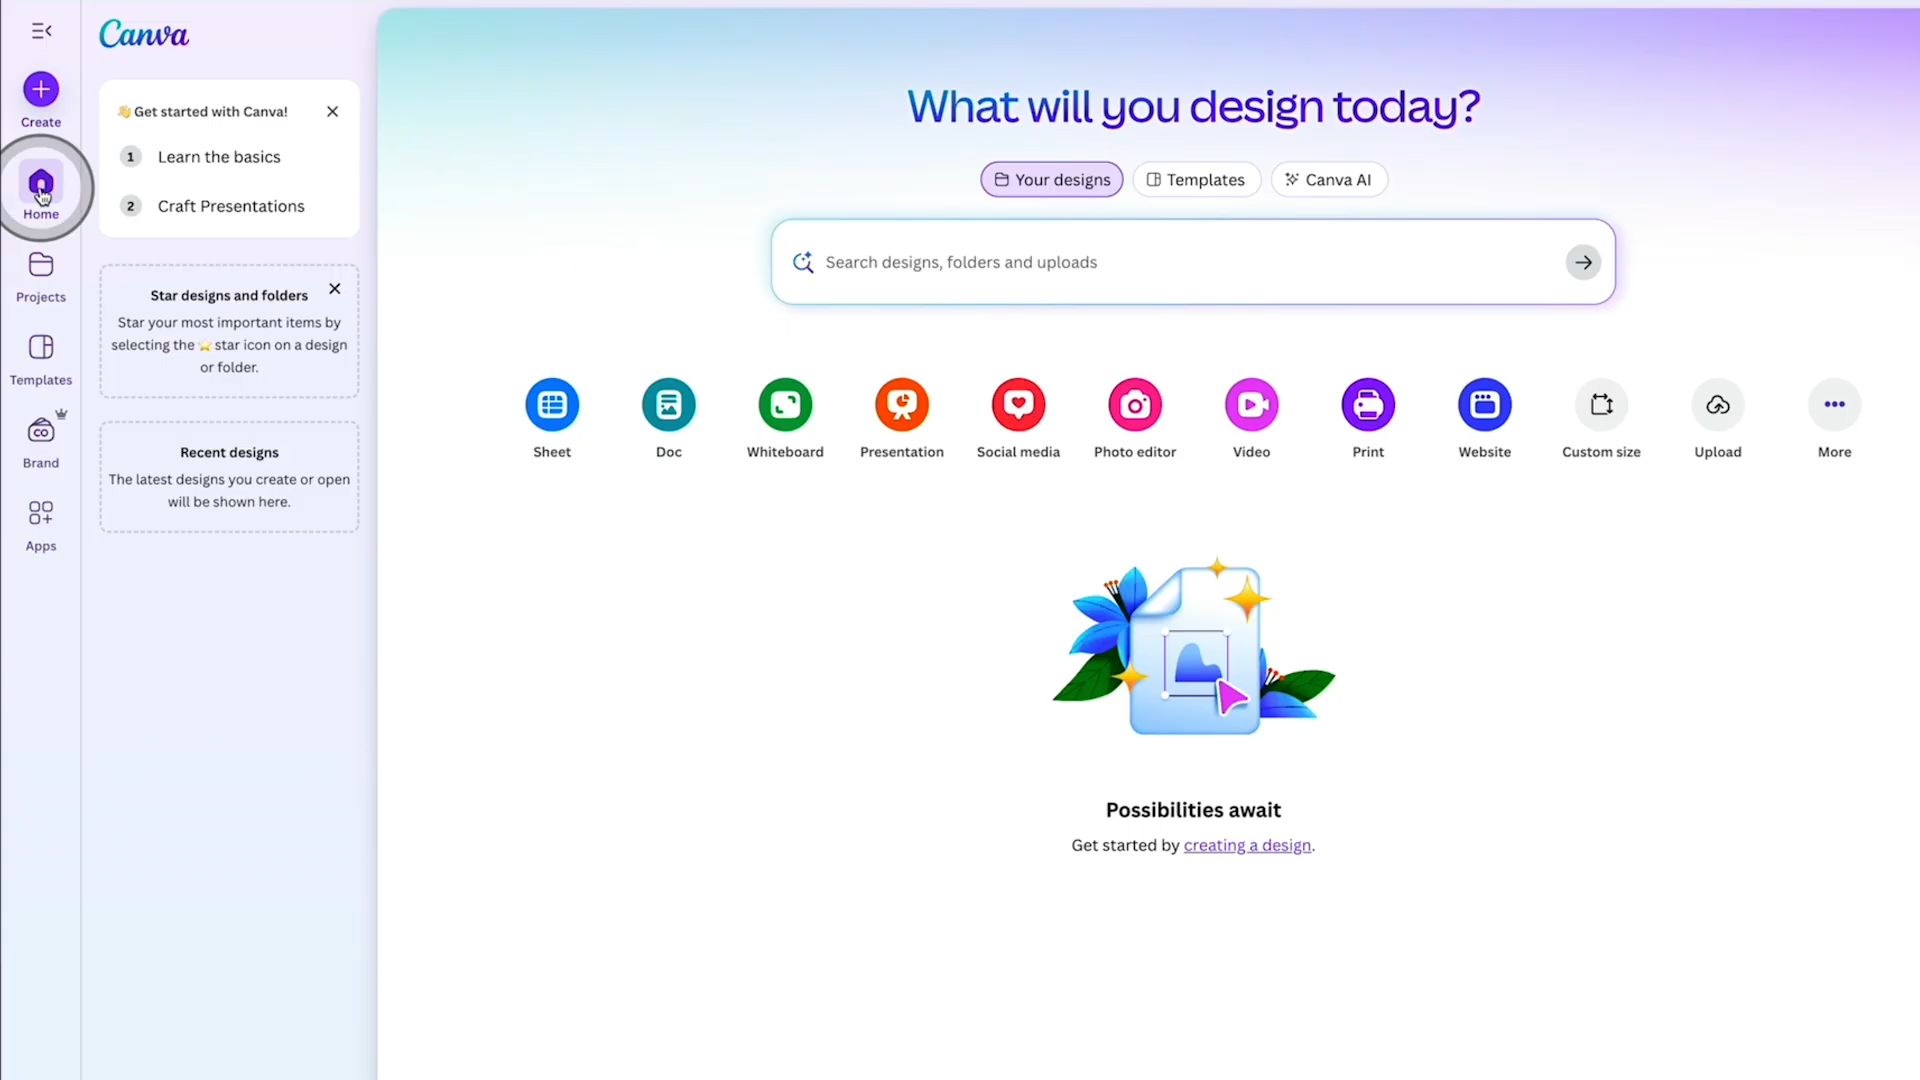 Canva
Create
Home
Projects
Templates
Brand
Apps
👋 Get started with Canva!
1 Learn the basics
2 Craft Presentations
Star designs and folders
Star your most important items by
selecting the ⭐ star icon on a design
or folder.
Recent designs
The latest designs you create or open
will be shown here.
What will you design today?
Your designs
Templates
Canva AI
Search designs, folders and uploads
Sheet
Doc
Whiteboard
Presentation
Social media
Photo editor
Video
Print
Website
Custom size
Upload
More
Possibilities await
Get started by creating a design.